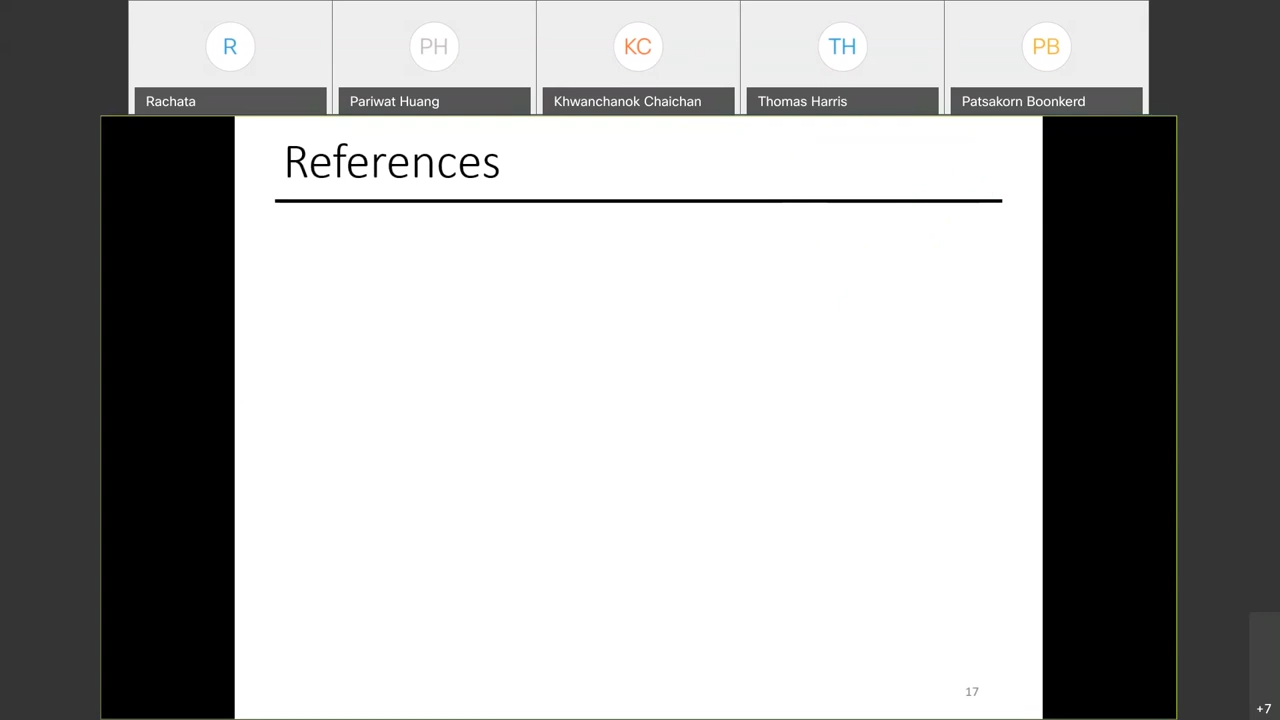 R
PH
KC
TH
PB
Rachata
Pariwat Huang
Khwanchanok Chaichan
Thomas Harris
Patsakorn Boonkerd
References
17
+7